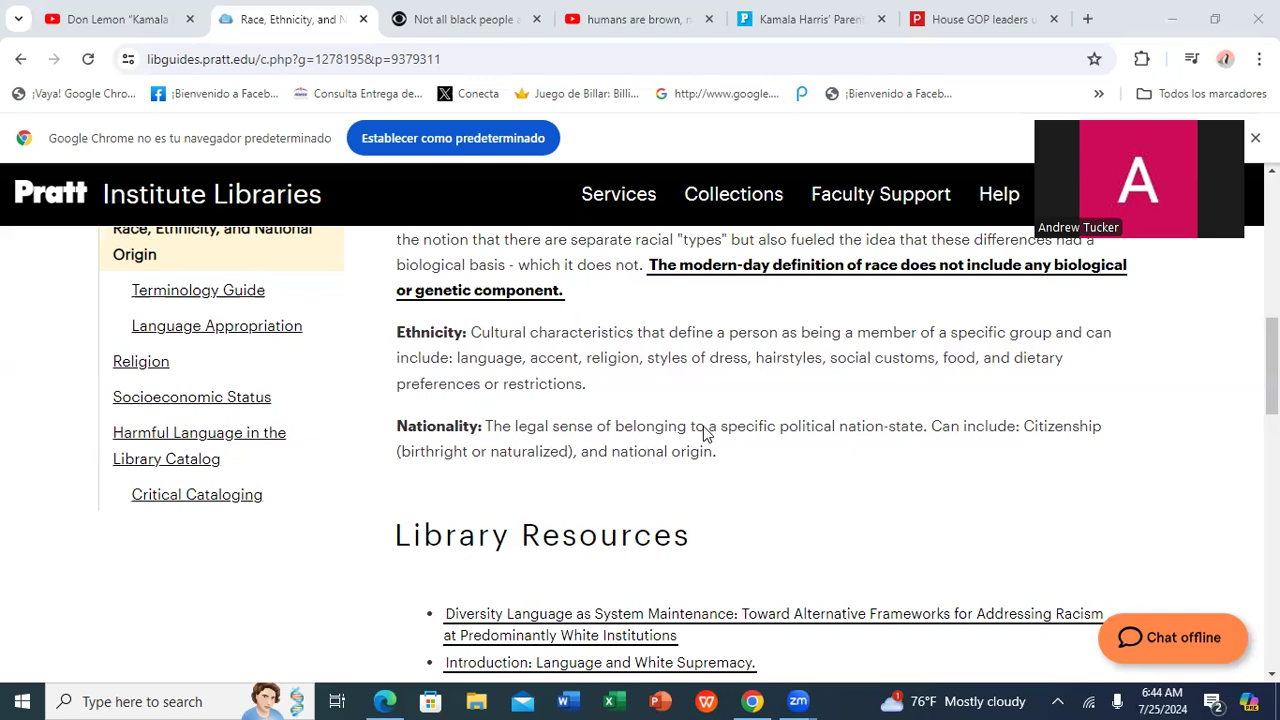 Don Lemon "Kamala
Race, Ethnicity, and N
Not all black people a
humans are brown, n
Kamala Harris' Parent
House GOP leaders u
libguides.pratt.edu/c.php?g=1278195&p=9379311
¡Vaya! Google Chro...
¡Bienvenido a Faceb...
Consulta Entrega de...
Conecta
Juego de Billar: Billi...
http://www.google....
¡Bienvenido a Faceb...
Todos los marcadores
Google Chrome no es tu navegador predeterminado
Establecer como predeterminado
A
Andrew Tucker
Pratt Institute Libraries
Services
Collections
Faculty Support
Help
Race, Ethnicity, and National
Origin
Terminology Guide
Language Appropriation
Religion
Socioeconomic Status
Harmful Language in the
Library Catalog
Critical Cataloging
the notion that there are separate racial "types" but also fueled the idea that these differences had a
biological basis - which it does not. The modern-day definition of race does not include any biological
or genetic component.
Ethnicity: Cultural characteristics that define a person as being a member of a specific group and can
include: language, accent, religion, styles of dress, hairstyles, social customs, food, and dietary
preferences or restrictions.
Nationality: The legal sense of belonging to a specific political nation-state. Can include: Citizenship
(birthright or naturalized), and national origin.
Library Resources
• Diversity Language as System Maintenance: Toward Alternative Frameworks for Addressing Racism
at Predominantly White Institutions
• Introduction: Language and White Supremacy.
Chat offline
Type here to search
76°F Mostly cloudy
6:44 AM
7/25/2024